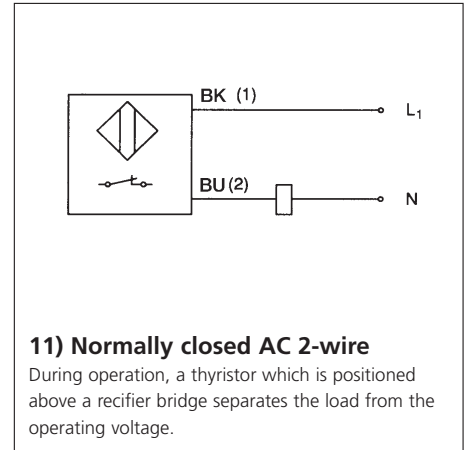 BK (1)
L₁
BU(2)
N
11) Normally closed AC 2-wire
During operation, a thyristor which is positioned
above a recifier bridge separates the load from the
operating voltage.